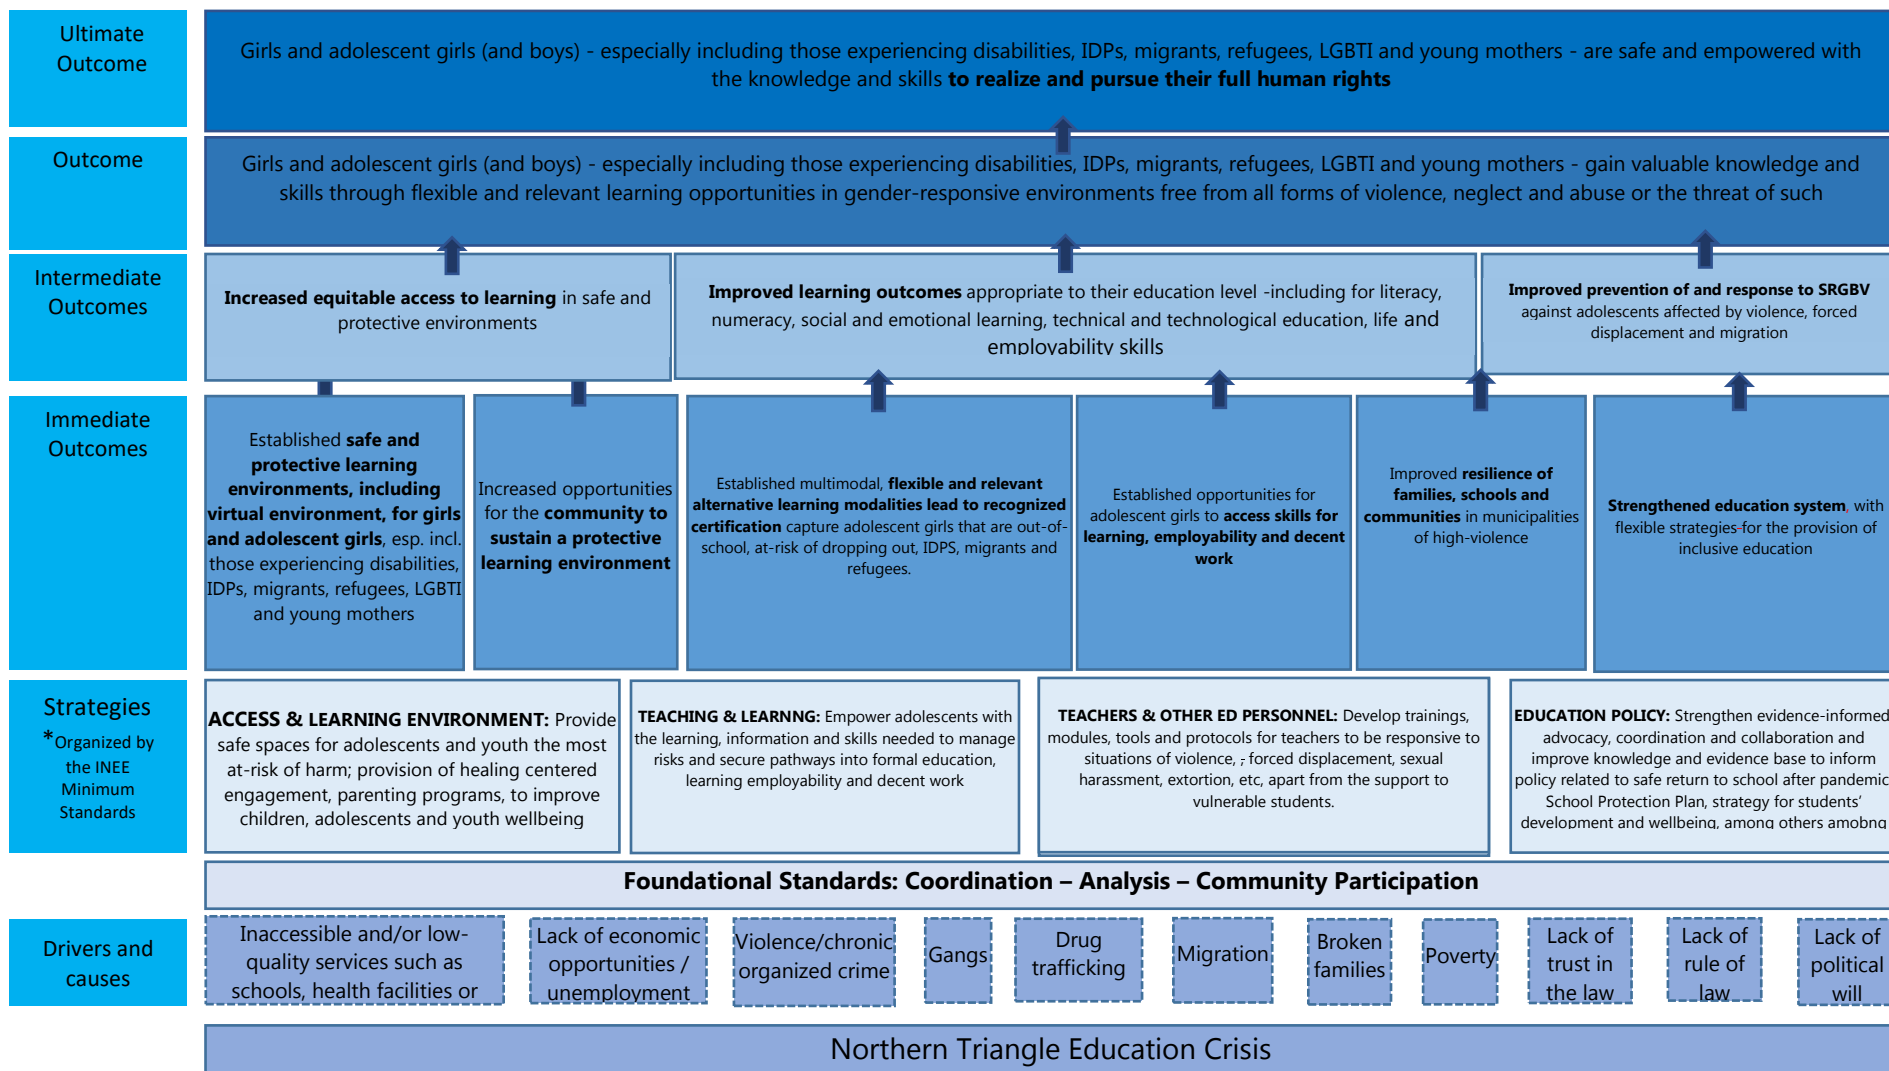 Ultimate
Outcome
Girls and adolescent girls (and boys) - especially including those experiencing disabilities, IDPs, migrants, refugees, LGBTI and young mothers - are safe and empowered with
the knowledge and skills to realize and pursue their full human rights
Outcome
Girls and adolescent girls (and boys) - especially including those experiencing disabilities, IDPs, migrants, refugees, LGBTI and young mothers - gain valuable knowledge and
skills through flexible and relevant learning opportunities in gender-responsive environments free from all forms of violence, neglect and abuse or the threat of such
Intermediate
Outcomes
Increased equitable access to learning in safe and
protective environments
Improved learning outcomes appropriate to their education level -including for literacy,
numeracy, social and emotional learning, technical and technological education, life and
employability skills
Improved prevention of and response to SRGBV
against adolescents affected by violence, forced
displacement and migration
Immediate
Outcomes
Established safe and
protective learning
environments, including
virtual environment, for girls
and adolescent girls, esp. incl.
those experiencing disabilities,
IDPs, migrants, refugees, LGBTI
and young mothers
Increased opportunities
for the community to
sustain a protective
learning environment
Established multimodal, flexible and relevant
alternative learning modalities lead to recognized
certification capture adolescent girls that are out-of-
school, at-risk of dropping out, IDPS, migrants and
refugees.
Established opportunities for
adolescent girls to access skills for
learning, employability and decent
work
Improved resilience of
families, schools and
communities in municipalities
of high-violence
Strengthened education system, with
flexible strategies-for the provision of
inclusive education
Strategies
*Organized by
the INEE
Minimum
Standards
ACCESS & LEARNING ENVIRONMENT: Provide
safe spaces for adolescents and youth the most
at-risk of harm; provision of healing centered
engagement, parenting programs, to improve
children, adolescents and youth wellbeing
TEACHING & LEARNNG: Empower adolescents with
the learning, information and skills needed to manage
risks and secure pathways into formal education,
learning employability and decent work
TEACHERS & OTHER ED PERSONNEL: Develop trainings,
modules, tools and protocols for teachers to be responsive to
situations of violence, ; forced displacement, sexual
harassment, extortion, etc, apart from the support to
vulnerable students.
EDUCATION POLICY: Strengthen evidence-informed
advocacy, coordination and collaboration and
improve knowledge and evidence base to inform
policy related to safe return to school after pandemic
School Protection Plan, strategy for students'
development and wellbeing, among others amobng
Foundational Standards: Coordination – Analysis – Community Participation
Drivers and
causes
Inaccessible and/or low-
quality services such as
schools, health facilities or
Lack of economic
opportunities /
unemployment
Violence/chronic
organized crime
Gangs
Drug
trafficking
Migration
Broken
families
Poverty
Lack of
trust in
the law
Lack of
rule of
law
Lack of
political
will
Northern Triangle Education Crisis